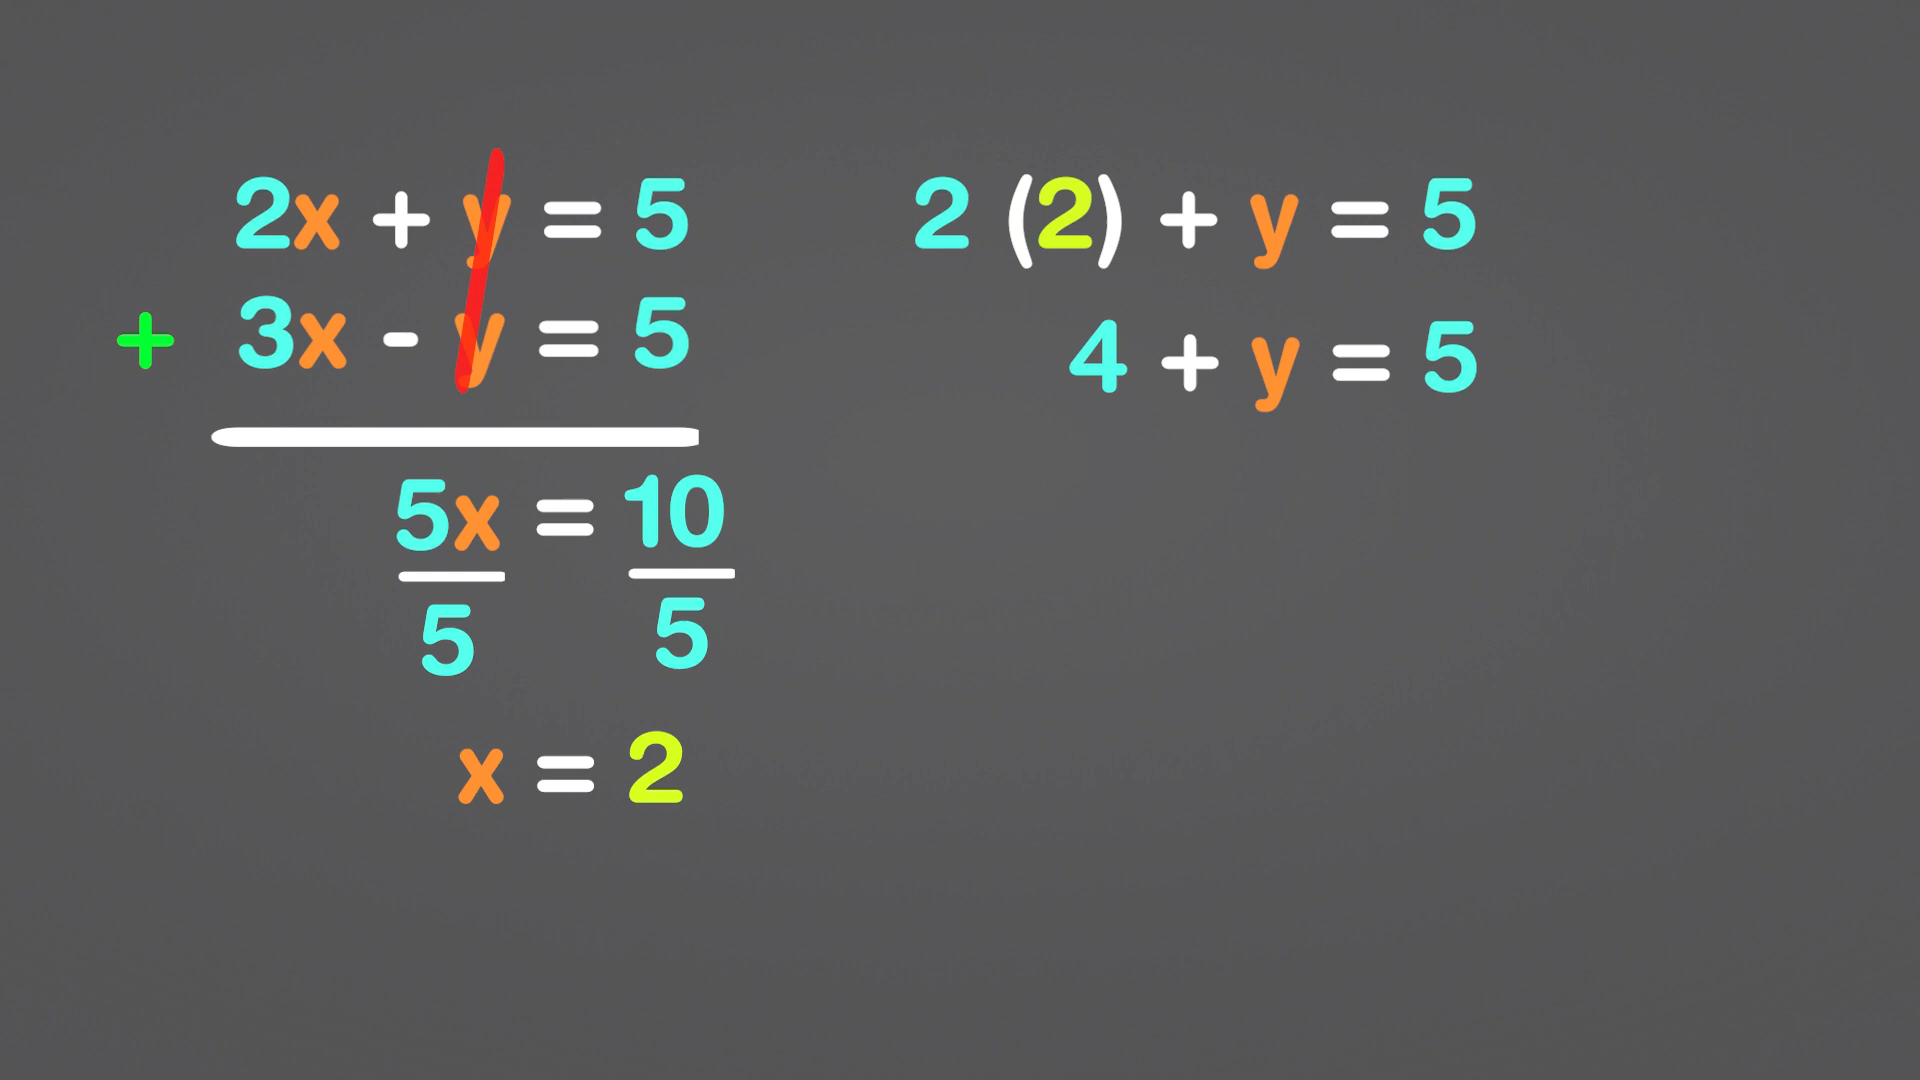 2x + y = 5
+ 3x - y = 5
5x = 10
5 5
x = 2
2 (2) + y = 5
4 + y = 5